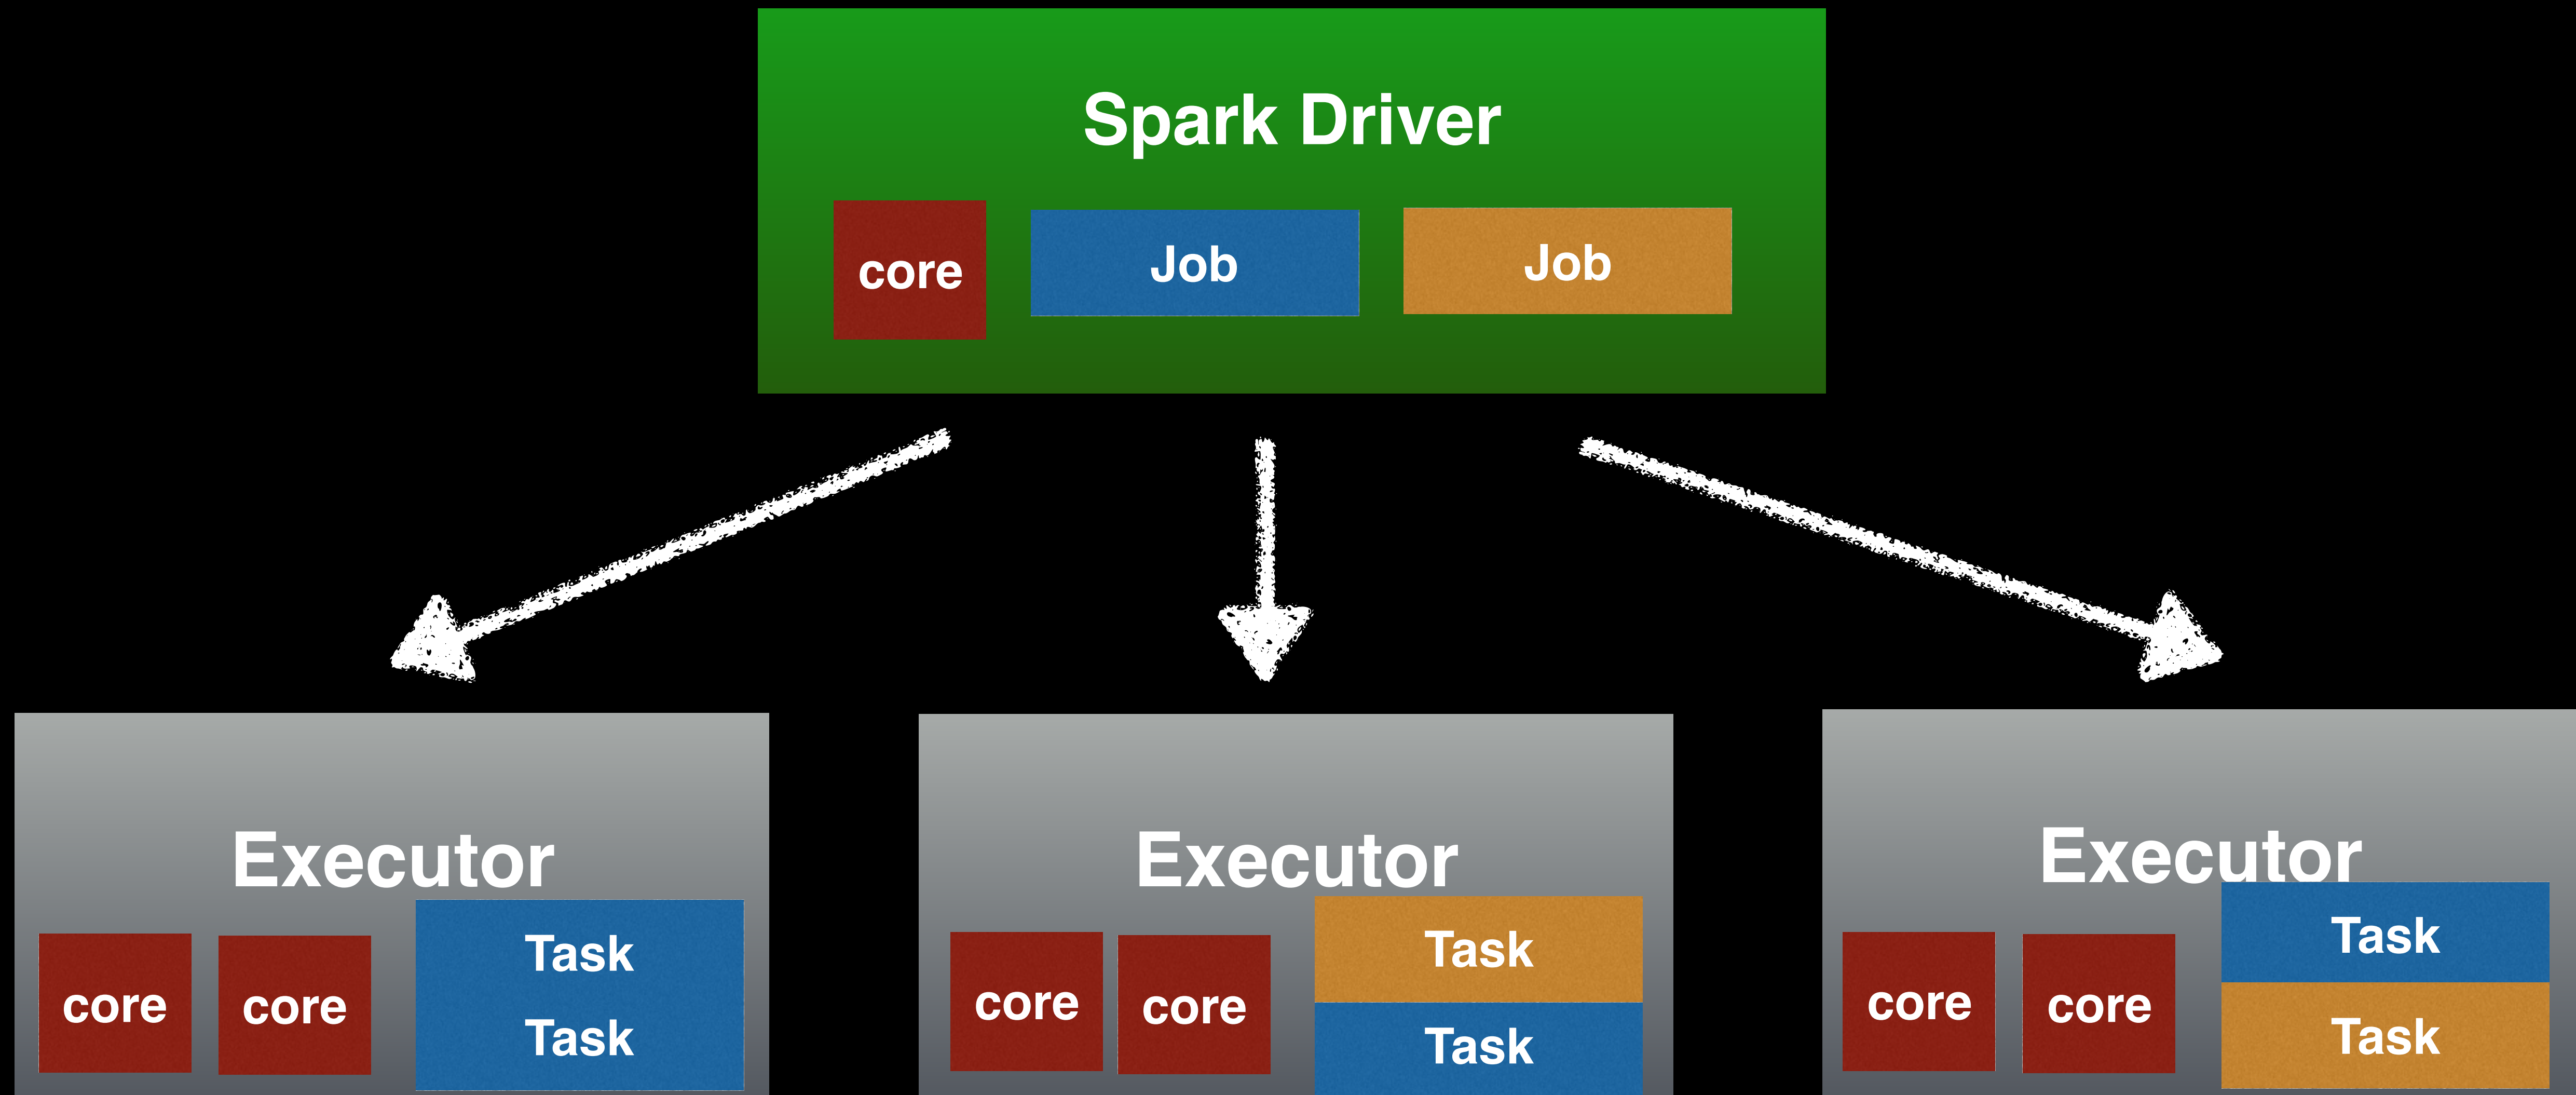 Spark Driver
core
Job
Job
Executor
core
core
Task
Task
Executor
core
core
Task
Task
Executor
core
core
Task
Task